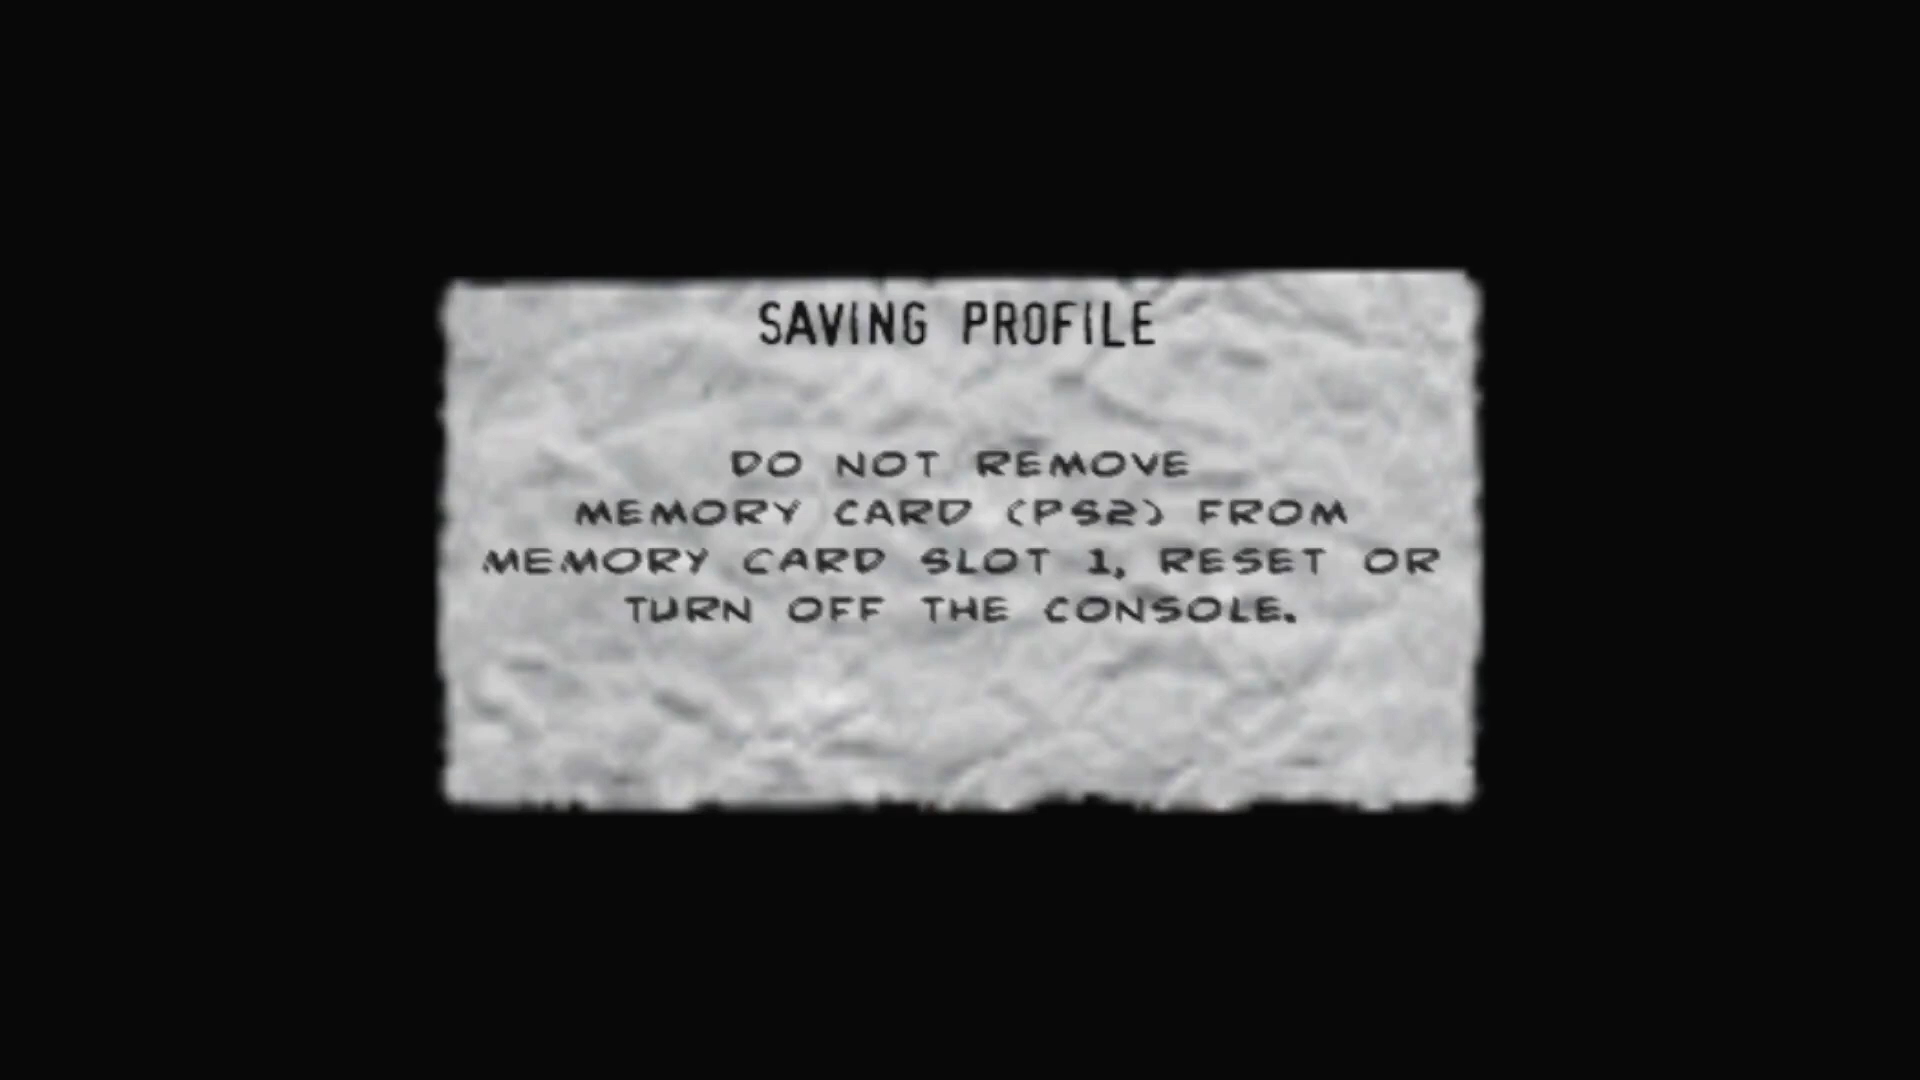 SAVING PROFILE
DO NOT REMOVE
MEMORY CARD (PS2) FROM
MEMORY CARD SLOT 1, RESET OR
TURN OFF THE CONSOLE.